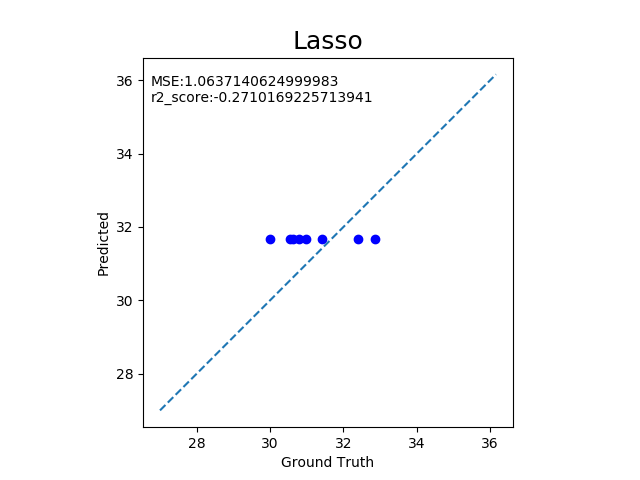 Lasso
MSE:1.0637140624999983
r2_score:-0.2710169225713941
36
34
32
30
28
Predicted
28 30 32 34 36
Ground Truth